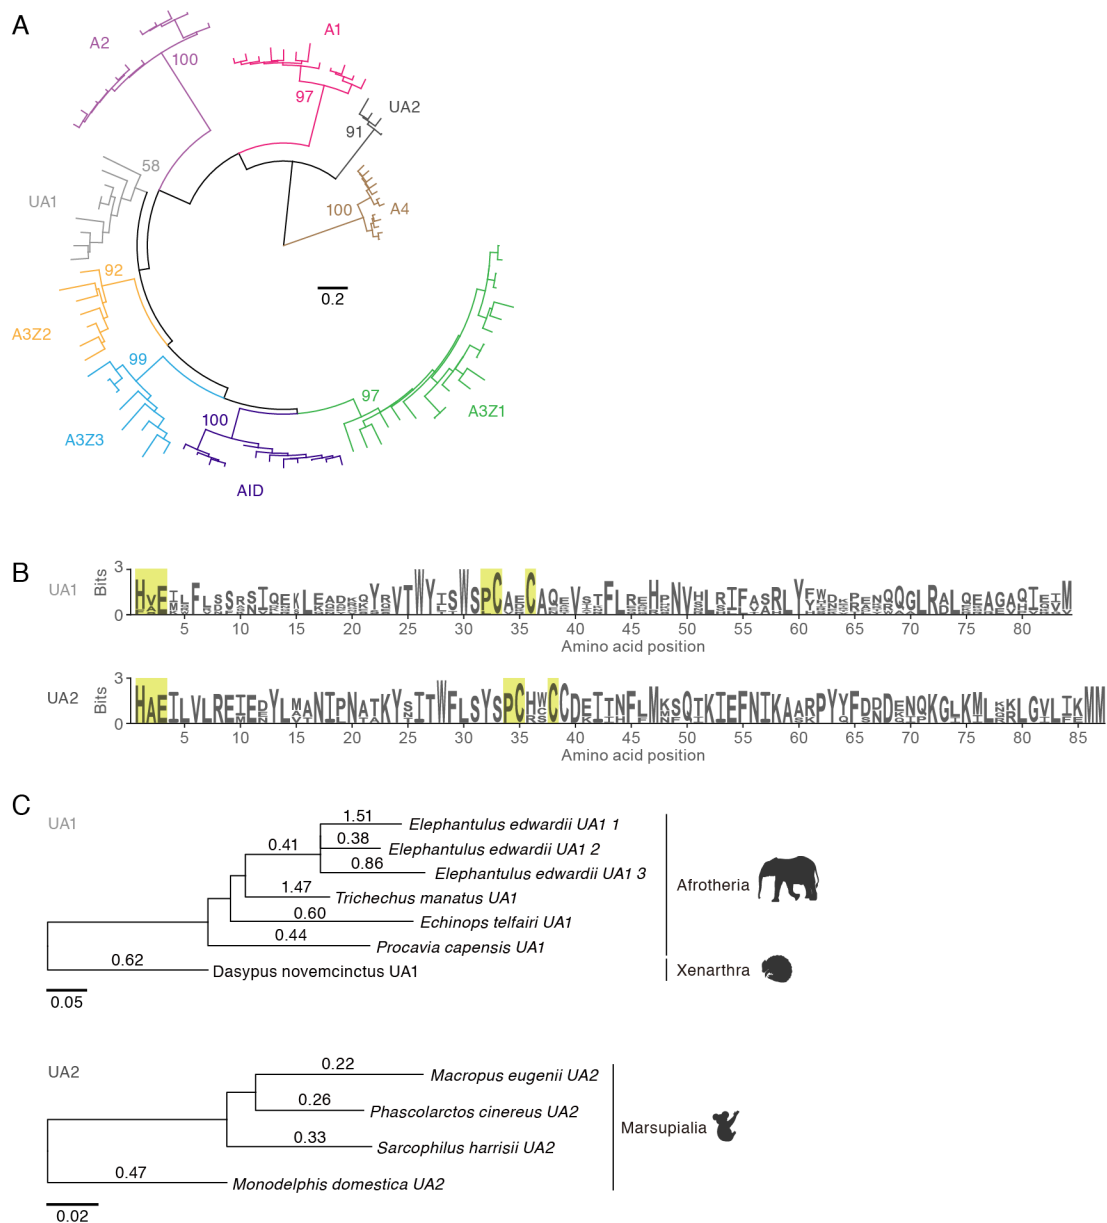 A
A2
100
A1
97
UA2
91
58
UA1
100
A4
0.2
92
A3Z2
99
A3Z3
100
AID
97
A3Z1
B
UA1
Bits
3
0
5 10 15 20 25 30 35 40 45 50 55 60 65 70 75 80
Amino acid position
UA2
Bits
3
0
5 10 15 20 25 30 35 40 45 50 55 60 65 70 75 80 85
Amino acid position
C
UA1
1.51 Elephantulus edwardii UA1 1
0.41 0.38 Elephantulus edwardii UA1 2
0.86 Elephantulus edwardii UA1 3
Afrotheria
1.47 Trichechus manatus UA1
0.60 Echinops telfairi UA1
0.44 Procavia capensis UA1
0.62 Dasypus novemcinctus UA1
Xenarthra
0.05
UA2
0.22 Macropus eugenii UA2
0.26 Phascolarctos cinereus UA2
Marsupialia
0.33 Sarcophilus harrisii UA2
0.47 Monodelphis domestica UA2
0.02